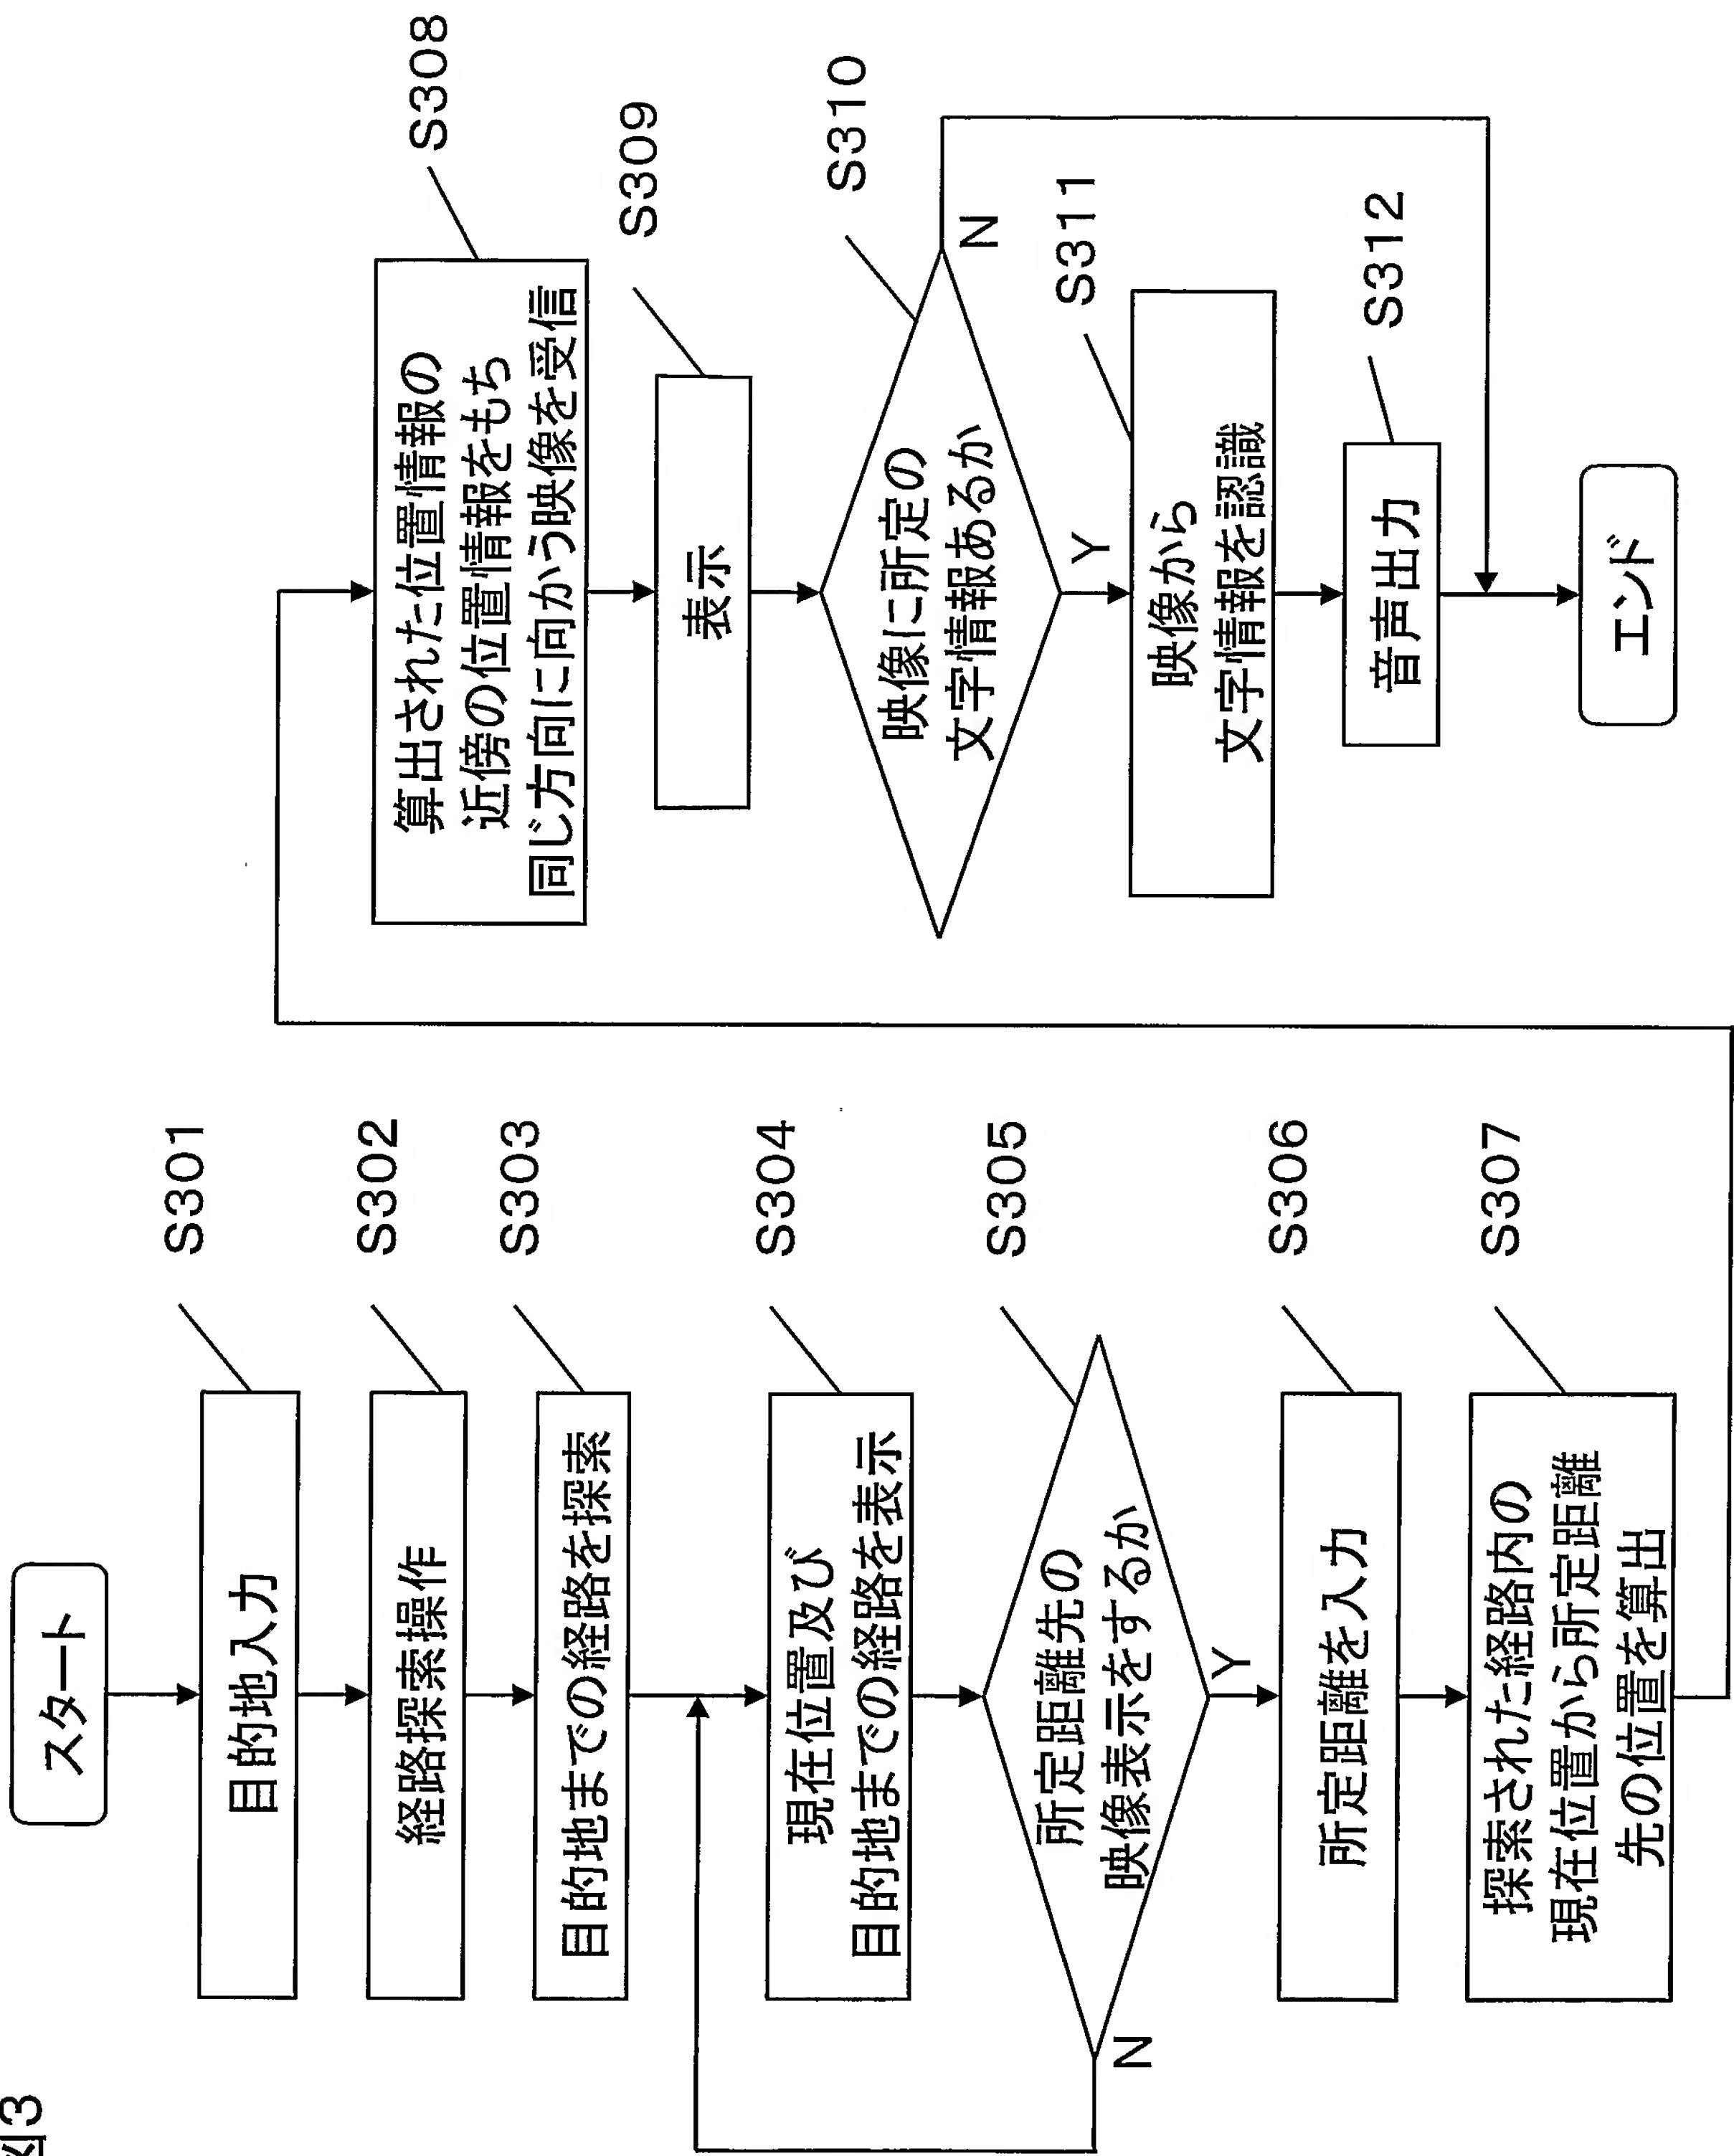 図3
スタート
目的地入力
S301
経路探索操作
S302
目的地までの経路を探索
S303
現在位置及び
目的地までの経路を表示
S304
所定距離先の
映像表示をするか
S305
N
Y
所定距離を入力
S306
探索された経路内の
現在位置から所定距離
先の位置を算出
S307
算出された位置情報の
近傍の位置情報をもち
同じ方向に向かう映像を受信
S308
表示
S309
映像に所定の
文字情報あるか
S310
N
Y
映像から
文字情報を認識
S311
音声出力
S312
エンド